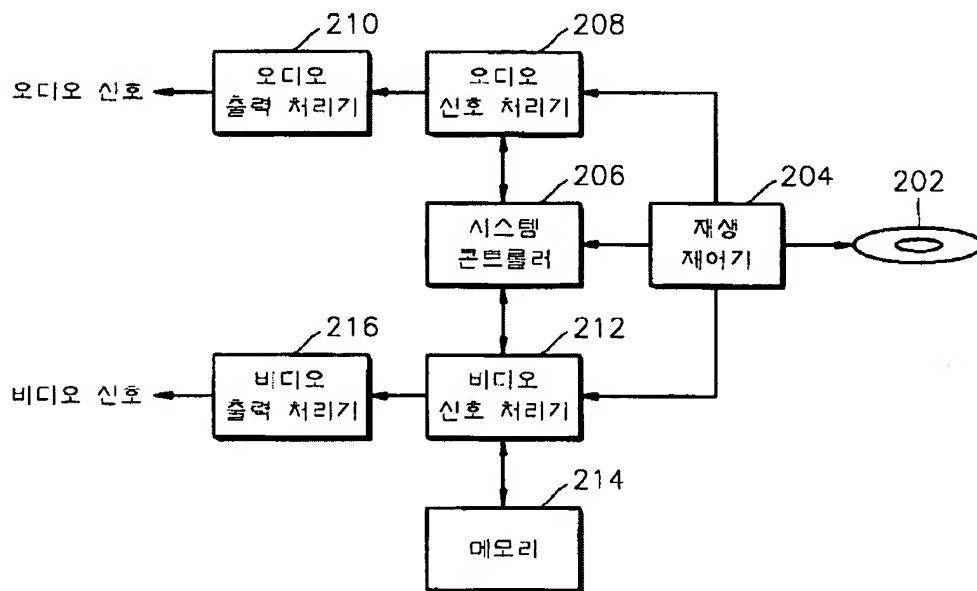 210
208
오디오 신호
오디오
출력 처리기
오디오
신호 처리기
206
204
202
시스템
콘트롤러
재생
제어기
216
212
비디오 신호
비디오
출력 처리기
비디오
신호 처리기
214
메모리